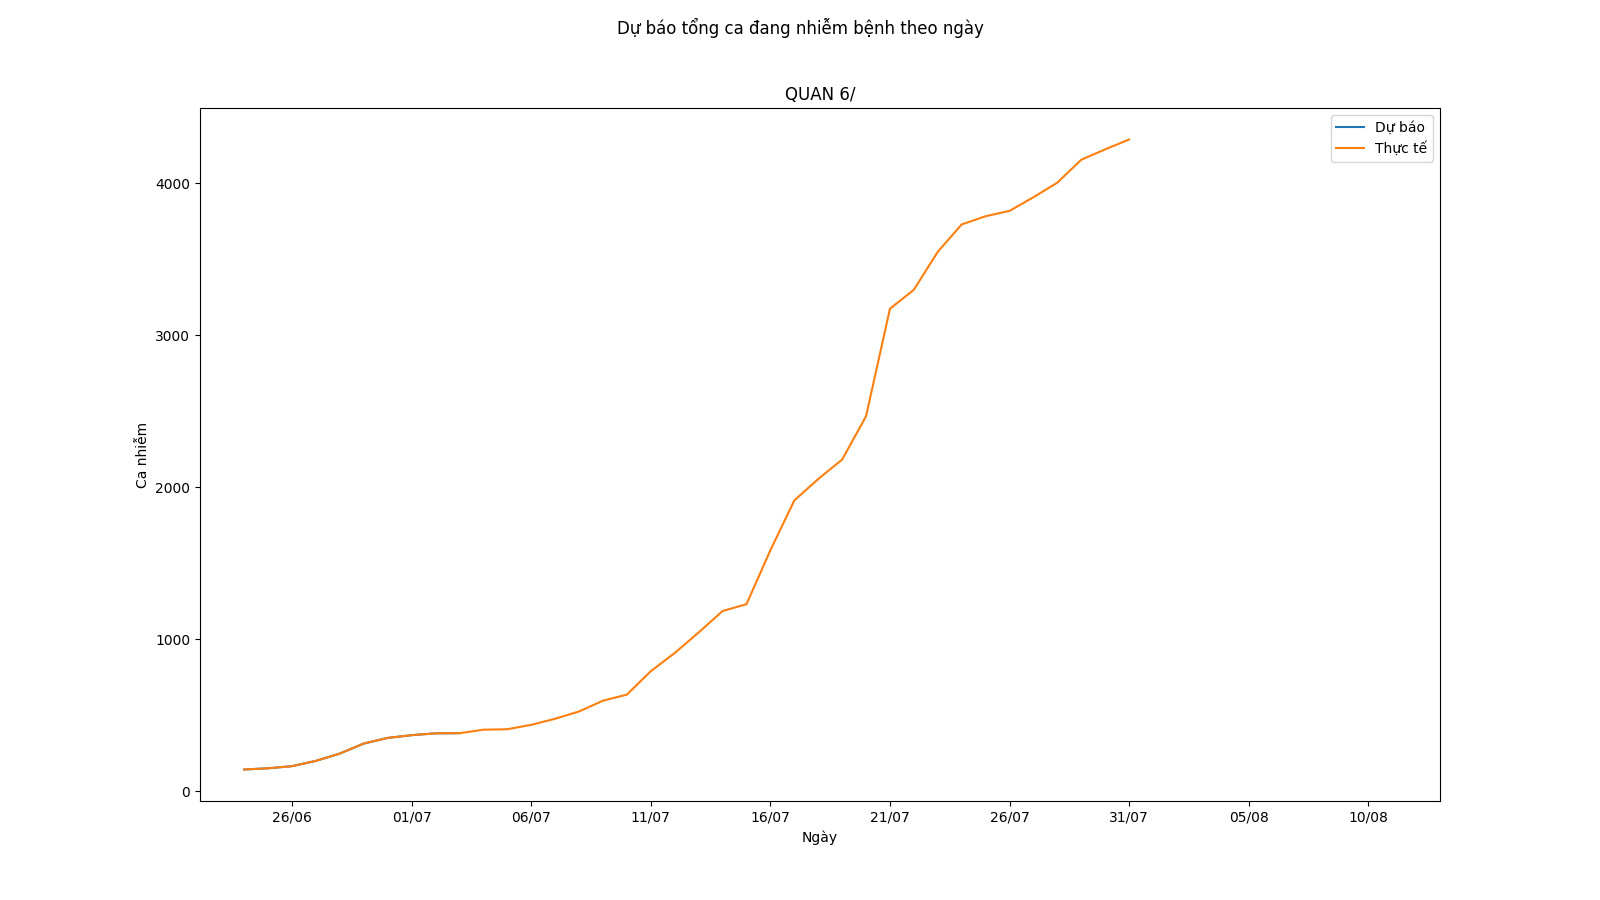 Dự báo tổng ca đang nhiễm bệnh theo ngày
QUAN 6/
Dự báo
Thực tế
4000
3000
2000
1000
0
Ca nhiễm
26/06 01/07 06/07 11/07 16/07 21/07 26/07 31/07 05/08 10/08
Ngày